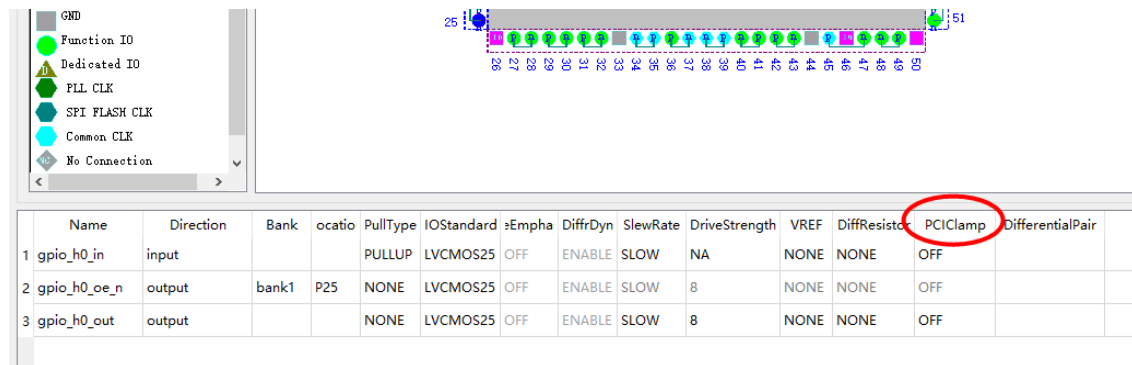 GND
Function IO
Dedicated IO
PLL CLK
SPI FLASH CLK
Common CLK
No Connection
25
51
26 27 28 29 30 31 32 33 34 35 36 37 38 39 40 41 42 43 44 45 46 47 48 49 50
Name Direction Bank ocatio PullType IOStandard eEmpha DiffrDyn SlewRate DriveStrength VREF DiffResistor PCIClamp DifferentialPair
1 gpio_h0_in input PULLUP LVCMOS25 OFF ENABLE SLOW NA NONE NONE OFF
2 gpio_h0_oe_n output bank1 P25 NONE LVCMOS25 OFF ENABLE SLOW 8 NONE NONE OFF
3 gpio_h0_out output NONE LVCMOS25 OFF ENABLE SLOW 8 NONE NONE OFF